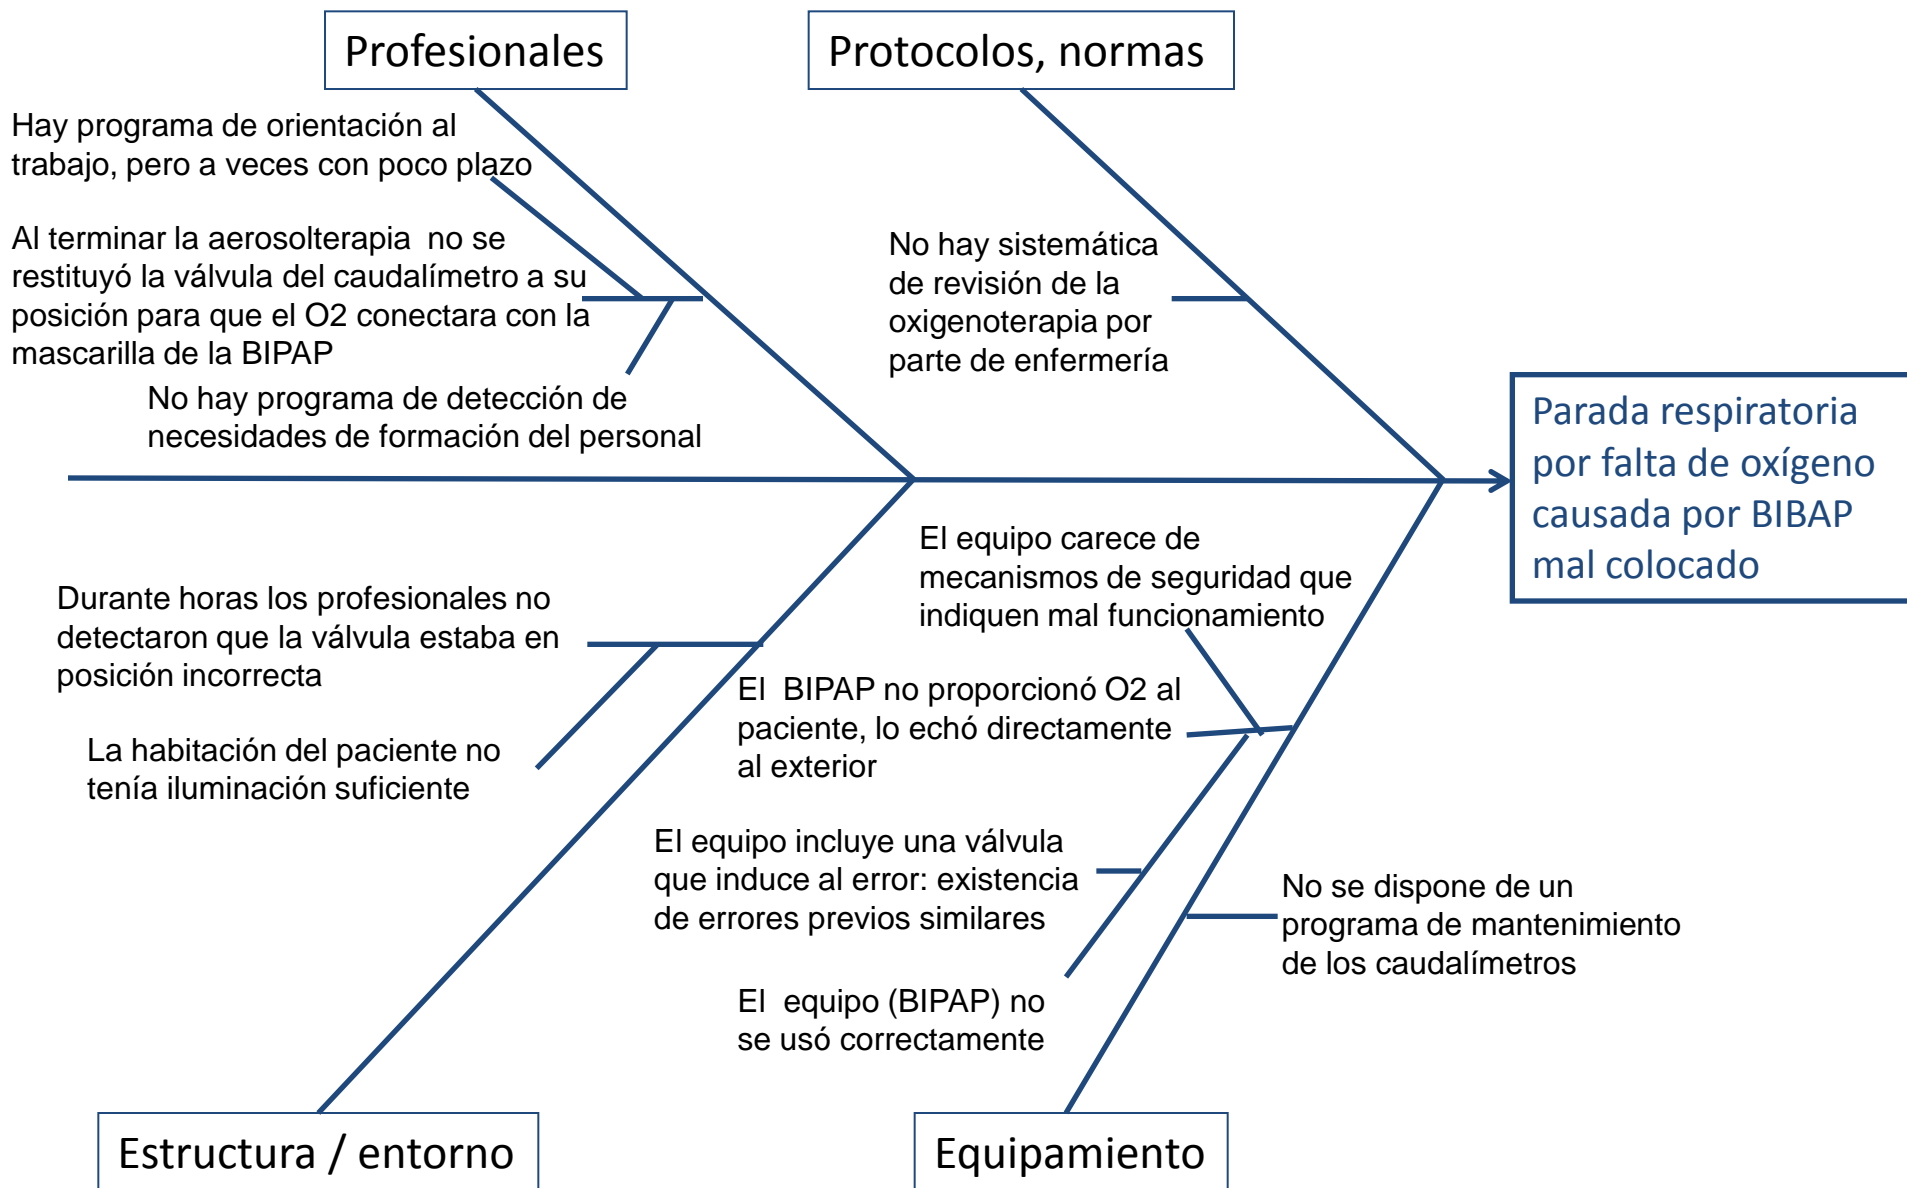 Profesionales
Protocolos, normas
Hay programa de orientación al
trabajo, pero a veces con poco plazo
Al terminar la aerosolterapia  no se
restituyó la válvula del caudalímetro a su
posición para que el O2 conectara con la
mascarilla de la BIPAP
No hay programa de detección de
necesidades de formación del personal
No hay sistemática
de revisión de la
oxigenoterapia por
parte de enfermería
Parada respiratoria
por falta de oxígeno
causada por BIBAP
mal colocado
Durante horas los profesionales no
detectaron que la válvula estaba en
posición incorrecta
La habitación del paciente no
tenía iluminación suficiente
El equipo carece de
mecanismos de seguridad que
indiquen mal funcionamiento
El  BIPAP no proporcionó O2 al
paciente, lo echó directamente
al exterior
El equipo incluye una válvula
que induce al error: existencia
de errores previos similares
El  equipo (BIPAP) no
se usó correctamente
No se dispone de un
programa de mantenimiento
de los caudalímetros
Estructura / entorno
Equipamiento